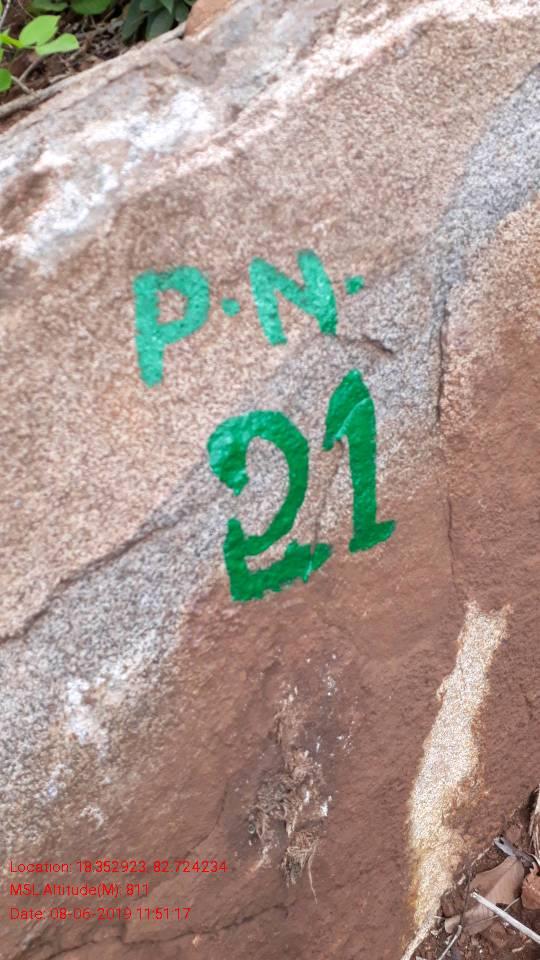 P.N.
21
Location: 18.352923, 82.724234
MSL Altitude(M): 811
Date: 08-06-2019 11:51:17